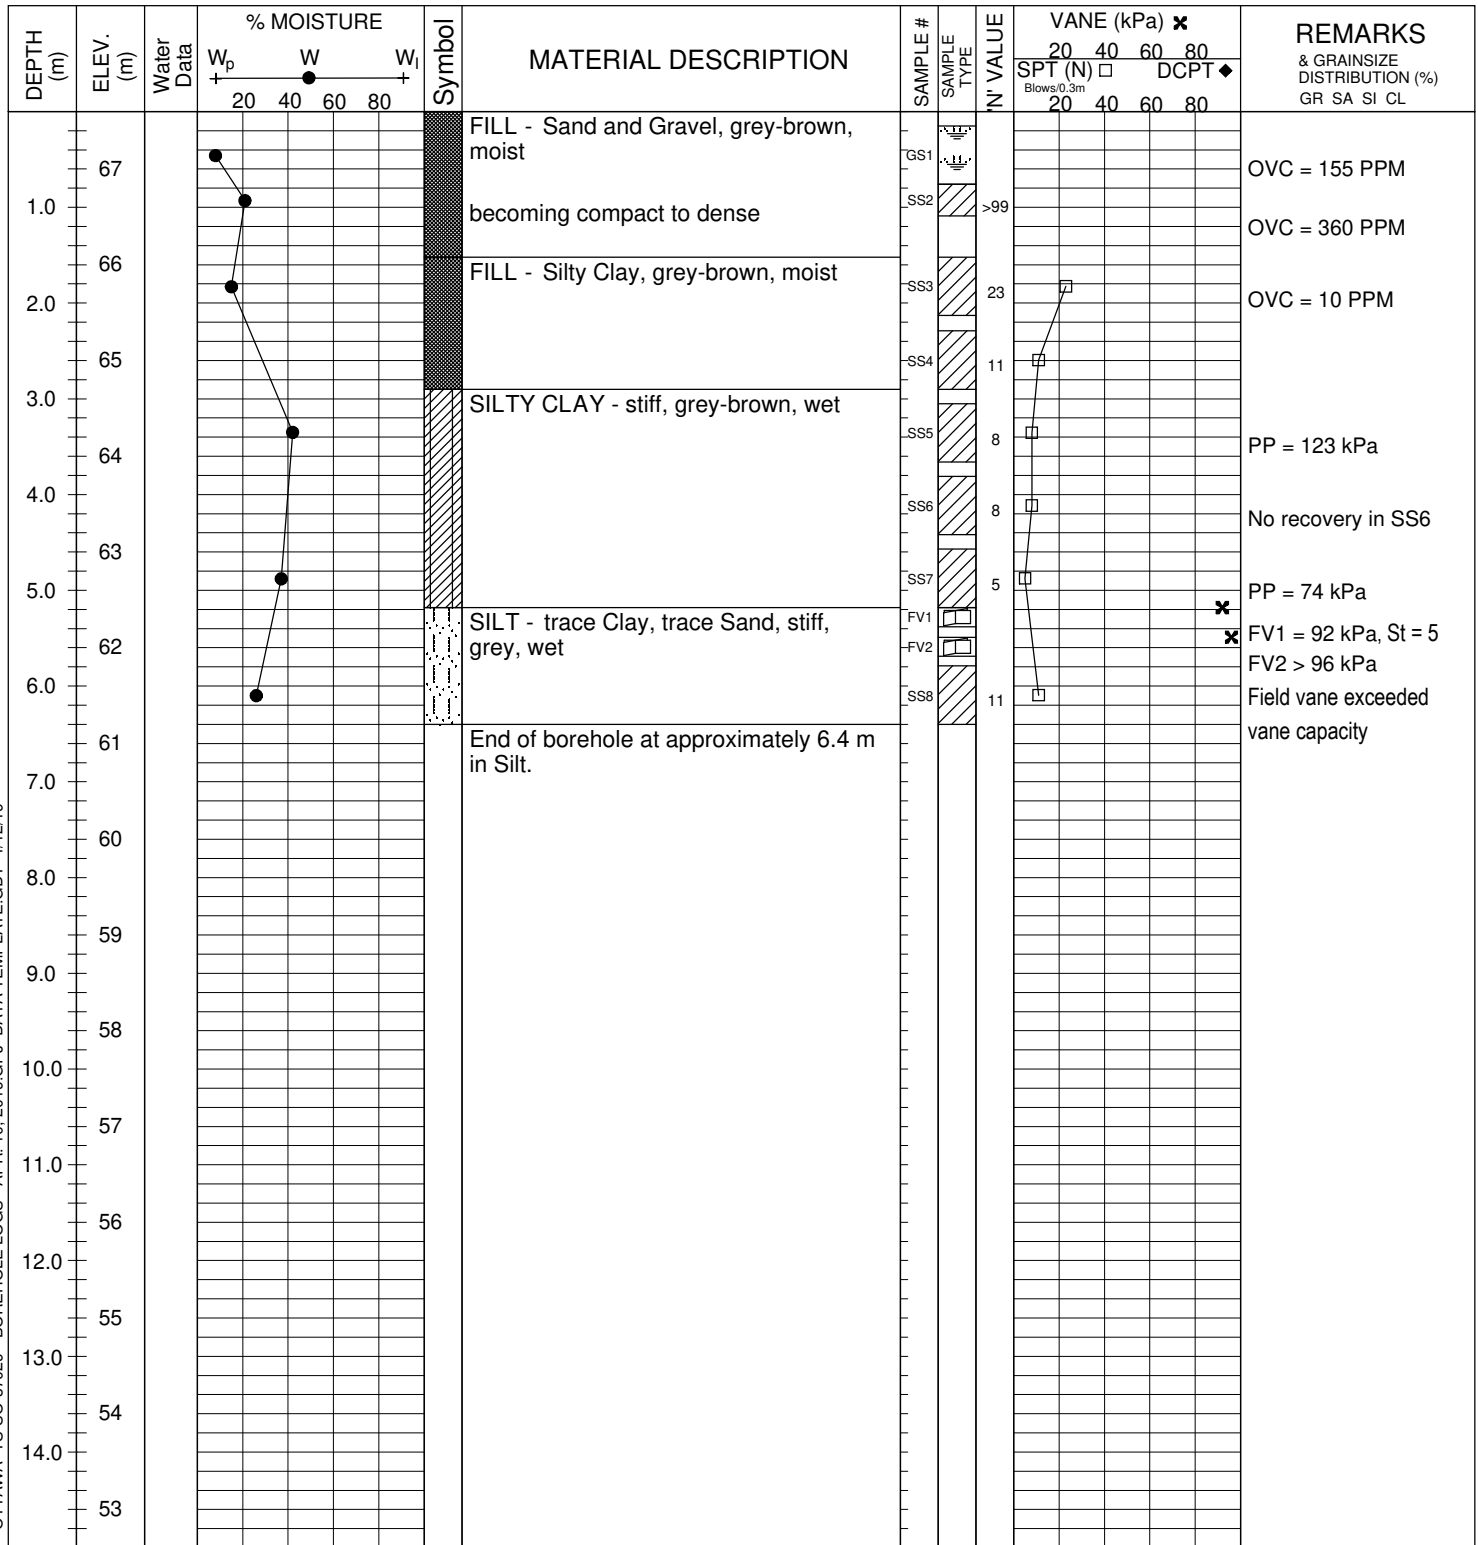 DEPTH (m)
ELEV. (m)
Water Data
% MOISTURE
Wp W Wl
20 40 60 80
Symbol
MATERIAL DESCRIPTION
SAMPLE #
SAMPLE TYPE
'N' VALUE
VANE (kPa)
20 40 60 80
SPT (N) DCPT
Blows/0.3m
20 40 60 80
REMARKS
& GRAINSIZE
DISTRIBUTION (%)
GR SA SI CL
FILL - Sand and Gravel, grey-brown,
moist
GS1
67
OVC = 155 PPM
SS2
1.0
becoming compact to dense
>99
OVC = 360 PPM
66
FILL - Silty Clay, grey-brown, moist
SS3
23
2.0
OVC = 10 PPM
65
SS4
11
3.0
SILTY CLAY - stiff, grey-brown, wet
SS5
8
PP = 123 kPa
64
4.0
SS6
8
No recovery in SS6
63
SS7
5
5.0
PP = 74 kPa
SILT - trace Clay, trace Sand, stiff,
grey, wet
FV1
FV1 = 92 kPa, St = 5
62
FV2
FV2 > 96 kPa
6.0
SS8
11
Field vane exceeded
vane capacity
End of borehole at approximately 6.4 m
in Silt.
61
7.0
60
8.0
59
9.0
58
10.0
57
11.0
56
12.0
55
13.0
54
14.0
53